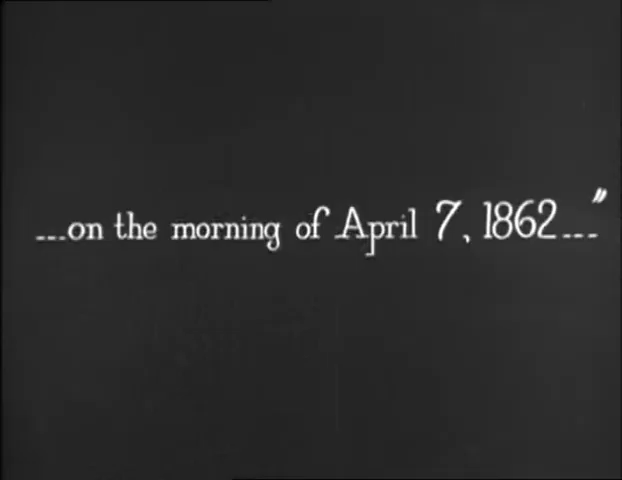 ...on the morning of April 7, 1862..."